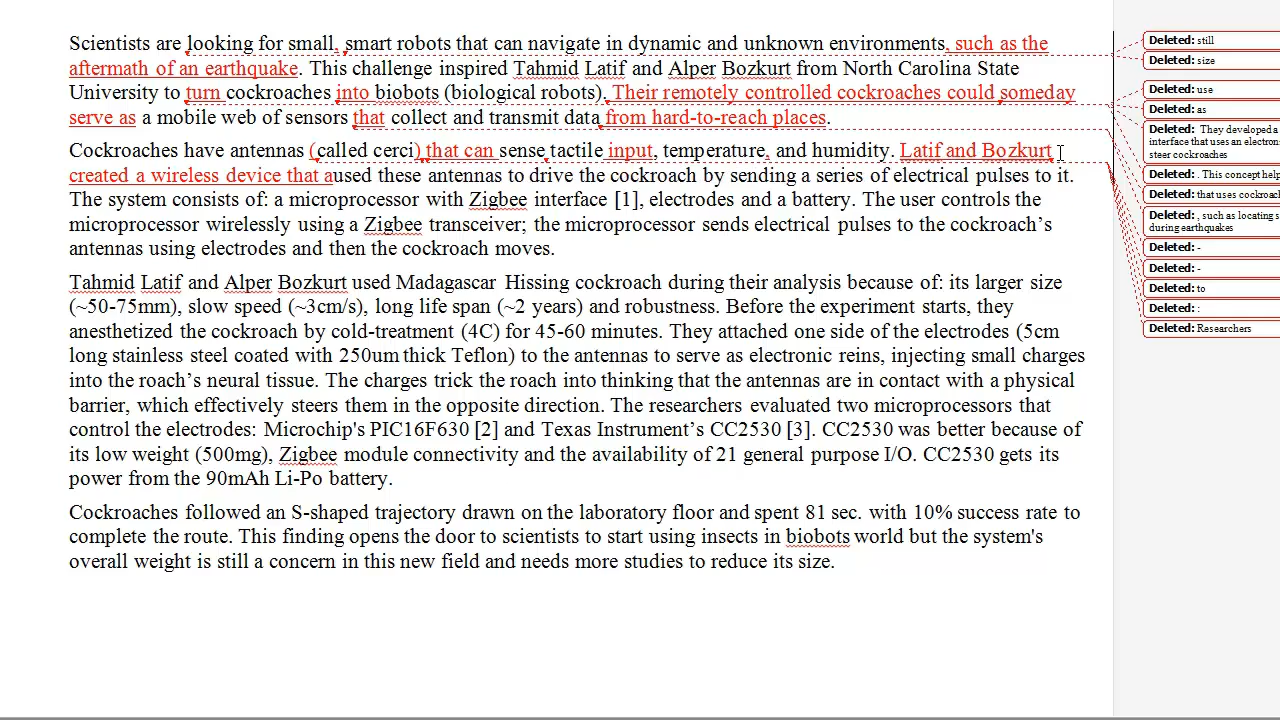 Scientists are looking for small, smart robots that can navigate in dynamic and unknown environments, such as the
aftermath of an earthquake. This challenge inspired Tahmid Latif and Alper Bozkurt from North Carolina State
University to turn cockroaches into biobots (biological robots). Their remotely controlled cockroaches could someday
serve as a mobile web of sensors that collect and transmit data from hard-to-reach places.
Cockroaches have antennas (called cerci) that can sense tactile input, temperature, and humidity. Latif and Bozkurt
created a wireless device that aused these antennas to drive the cockroach by sending a series of electrical pulses to it.
The system consists of: a microprocessor with Zigbee interface [1], electrodes and a battery. The user controls the
microprocessor wirelessly using a Zigbee transceiver; the microprocessor sends electrical pulses to the cockroach’s
antennas using electrodes and then the cockroach moves.
Tahmid Latif and Alper Bozkurt used Madagascar Hissing cockroach during their analysis because of: its larger size
(~50-75mm), slow speed (~3cm/s), long life span (~2 years) and robustness. Before the experiment starts, they
anesthetized the cockroach by cold-treatment (4C) for 45-60 minutes. They attached one side of the electrodes (5cm
long stainless steel coated with 250um thick Teflon) to the antennas to serve as electronic reins, injecting small charges
into the roach’s neural tissue. The charges trick the roach into thinking that the antennas are in contact with a physical
barrier, which effectively steers them in the opposite direction. The researchers evaluated two microprocessors that
control the electrodes: Microchip's PIC16F630 [2] and Texas Instrument’s CC2530 [3]. CC2530 was better because of
its low weight (500mg), Zigbee module connectivity and the availability of 21 general purpose I/O. CC2530 gets its
power from the 90mAh Li-Po battery.
Cockroaches followed an S-shaped trajectory drawn on the laboratory floor and spent 81 sec. with 10% success rate to
complete the route. This finding opens the door to scientists to start using insects in biobots world but the system's
overall weight is still a concern in this new field and needs more studies to reduce its size.
Deleted: still
Deleted: size
Deleted: use
Deleted: as
Deleted: They developed a
interface that uses an electron
steer cockroaches
Deleted: . This concept help
Deleted: that uses cockroac
Deleted: , such as locating s
during earthquakes
Deleted: -
Deleted: -
Deleted: to
Deleted: :
Deleted: Researchers